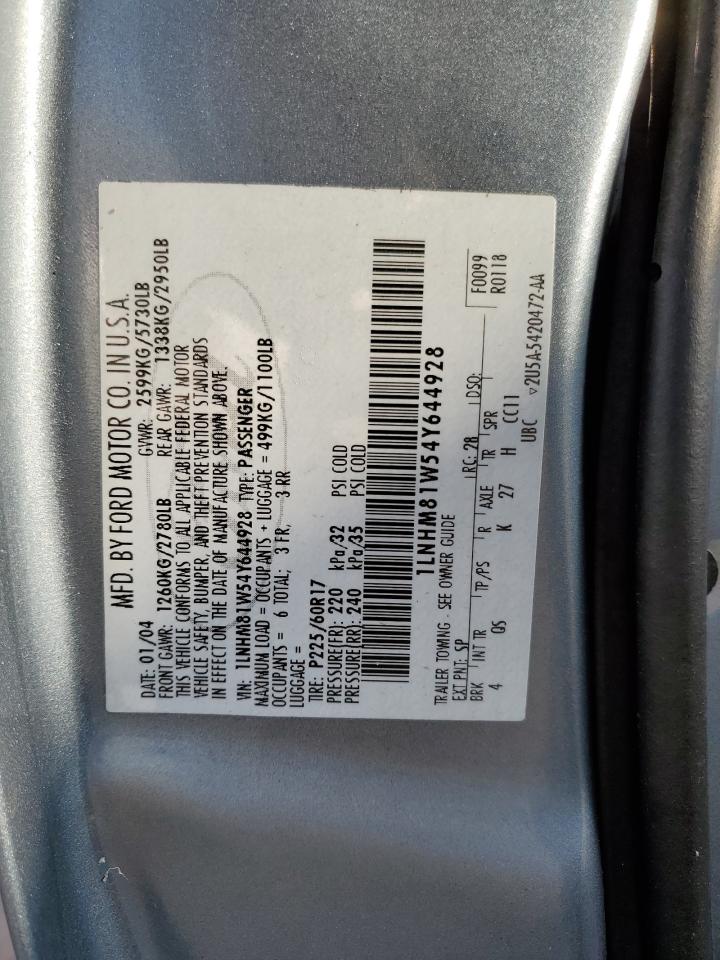 MFD. BY FORD MOTOR CO. IN U.S.A.
DATE: 01/04 GVWR: 2599KG/5730LB
FRONT GAWR: 1260KG/2780LB REAR GAWR: 1338KG/2950LB
THIS VEHICLE CONFORMS TO ALL APPLICABLE FEDERAL MOTOR
VEHICLE SAFETY, BUMPER, AND THEFT PREVENTION STANDARDS
IN EFFECT ON THE DATE OF MANUFACTURE SHOWN ABOVE.
VIN: 1LNHM81W54Y644928 TYPE: PASSENGER
MAXIMUM LOAD = OCCUPANTS + LUGGAGE = 499KG/1100LB
OCCUPANTS = 6 TOTAL; 3 FR, 3 RR
LUGGAGE =
TIRE: P225/60R17
PRESSURE(FR): 220 kPa/32 PSI COLD
PRESSURE(RR): 240 kPa/35 PSI COLD
1LNHM81W54Y644928
TRAILER TOWING - SEE OWNER GUIDE
EXT PNT: SP RC: 28 DSO: F0099
BRK INT TR TP/PS R AXLE TR SPR R0118
4 OS K 27 H CC11
UBC ▽2U5A-5420472-AA